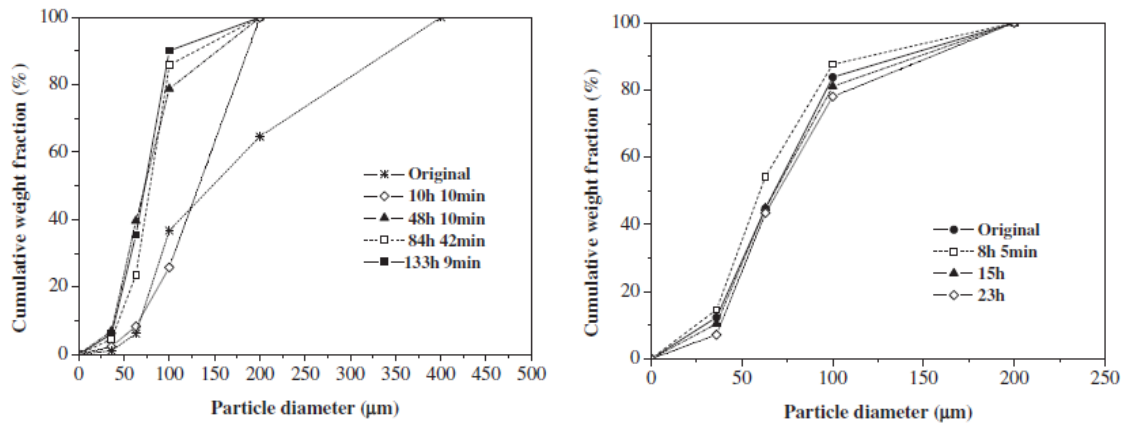 Cumulative weight fraction (%)
100
80
60
40
20
0
Original
10h 10min
48h 10min
84h 42min
133h 9min
0 50 100 150 200 250 300 350 400 450 500
Particle diameter (μm)
Cumulative weight fraction (%)
100
80
60
40
20
0
Original
8h 5min
15h
23h
0 50 100 150 200 250
Particle diameter (μm)